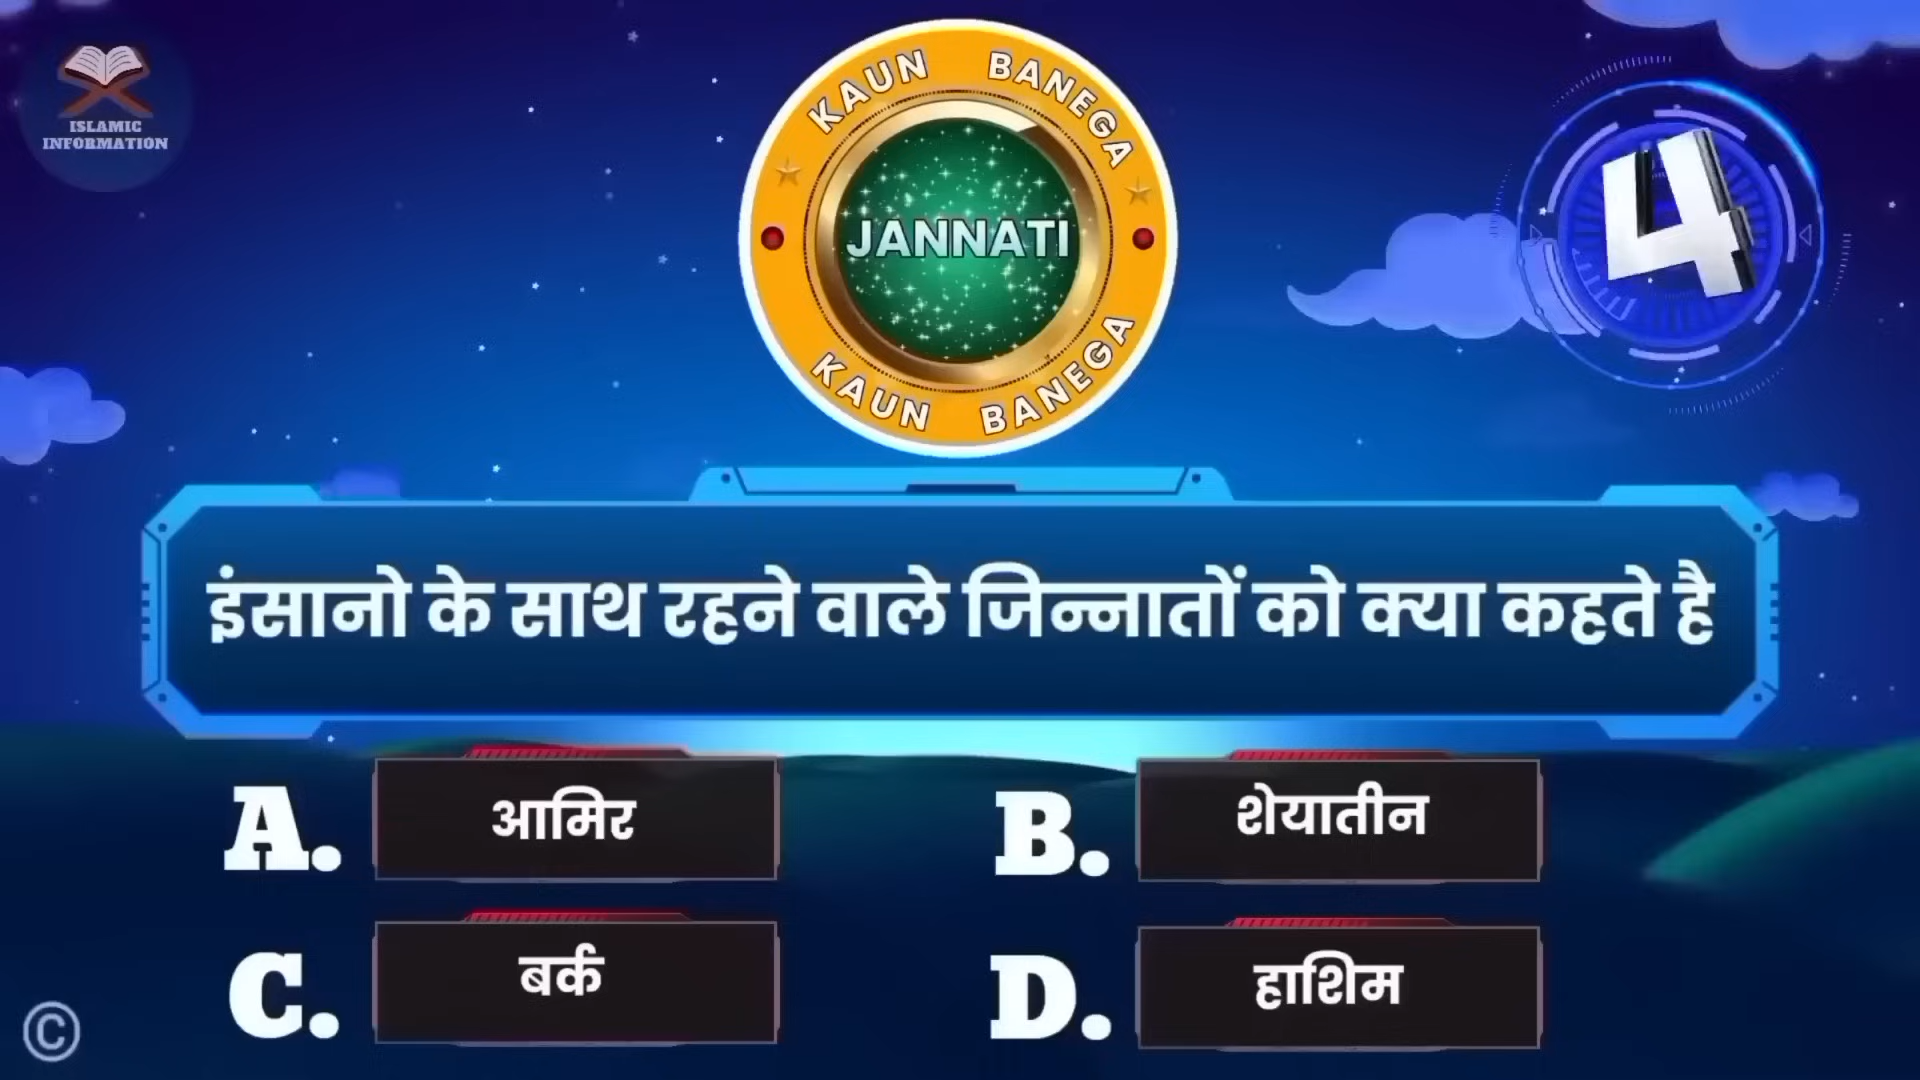 ISLAMIC
INFORMATION
KAUN BANEGA
JANNATI
KAUN BANEGA
4
इंसानो के साथ रहने वाले जिन्नातों को क्या कहते है
A. आमिर
B. शेयातीन
C. बर्क
D. हाशिम
©